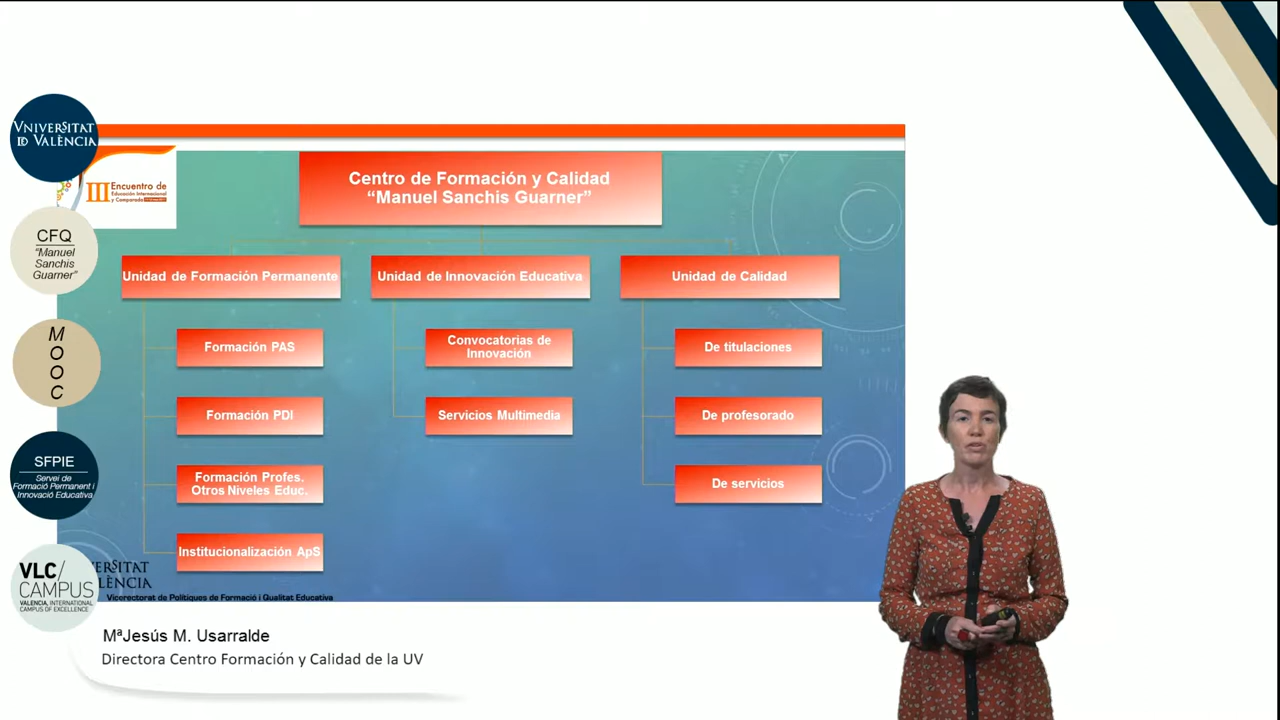 VNIVERSITAT
ID VALÈNCIA
III Encuentro de
Educación Internacional
y Comparada
CFQ
"Manuel
Sanchis
Guarner"
M
O
O
C
SFPIE
Servei de
Formació Permanent i
Innovació Educativa
VLC/
CAMPUS
VALENCIA, INTERNATIONAL
CAMPUS OF EXCELLENCE
Centro de Formación y Calidad
“Manuel Sanchis Guarner”
Unidad de Formación Permanente
Unidad de Innovación Educativa
Unidad de Calidad
Formación PAS
Convocatorias de
Innovación
De titulaciones
Formación PDI
Servicios Multimedia
De profesorado
Formación Profes.
Otros Niveles Educ.
De servicios
Institucionalización ApS
ERSITAT
LÈNCIA
Vicerectorat de Polítiques de Formació i Qualitat Educativa
MªJesús M. Usarralde
Directora Centro Formación y Calidad de la UV